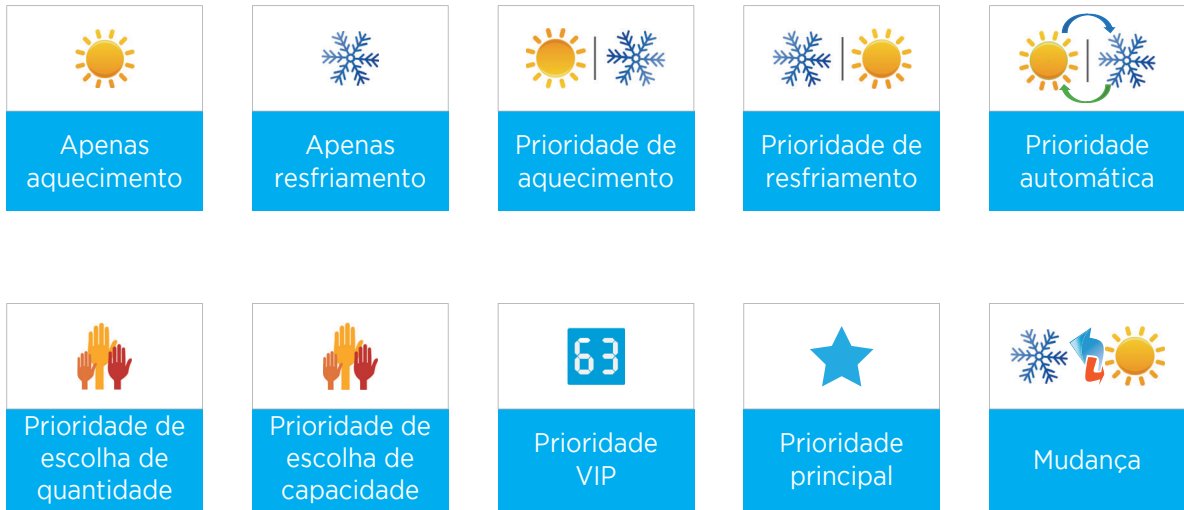 Apenas
aquecimento
Apenas
resfriamento
Prioridade de
aquecimento
Prioridade de
resfriamento
Prioridade
automática
Prioridade de
escolha de
quantidade
Prioridade de
escolha de
capacidade
63
Prioridade
VIP
Prioridade
principal
Mudança